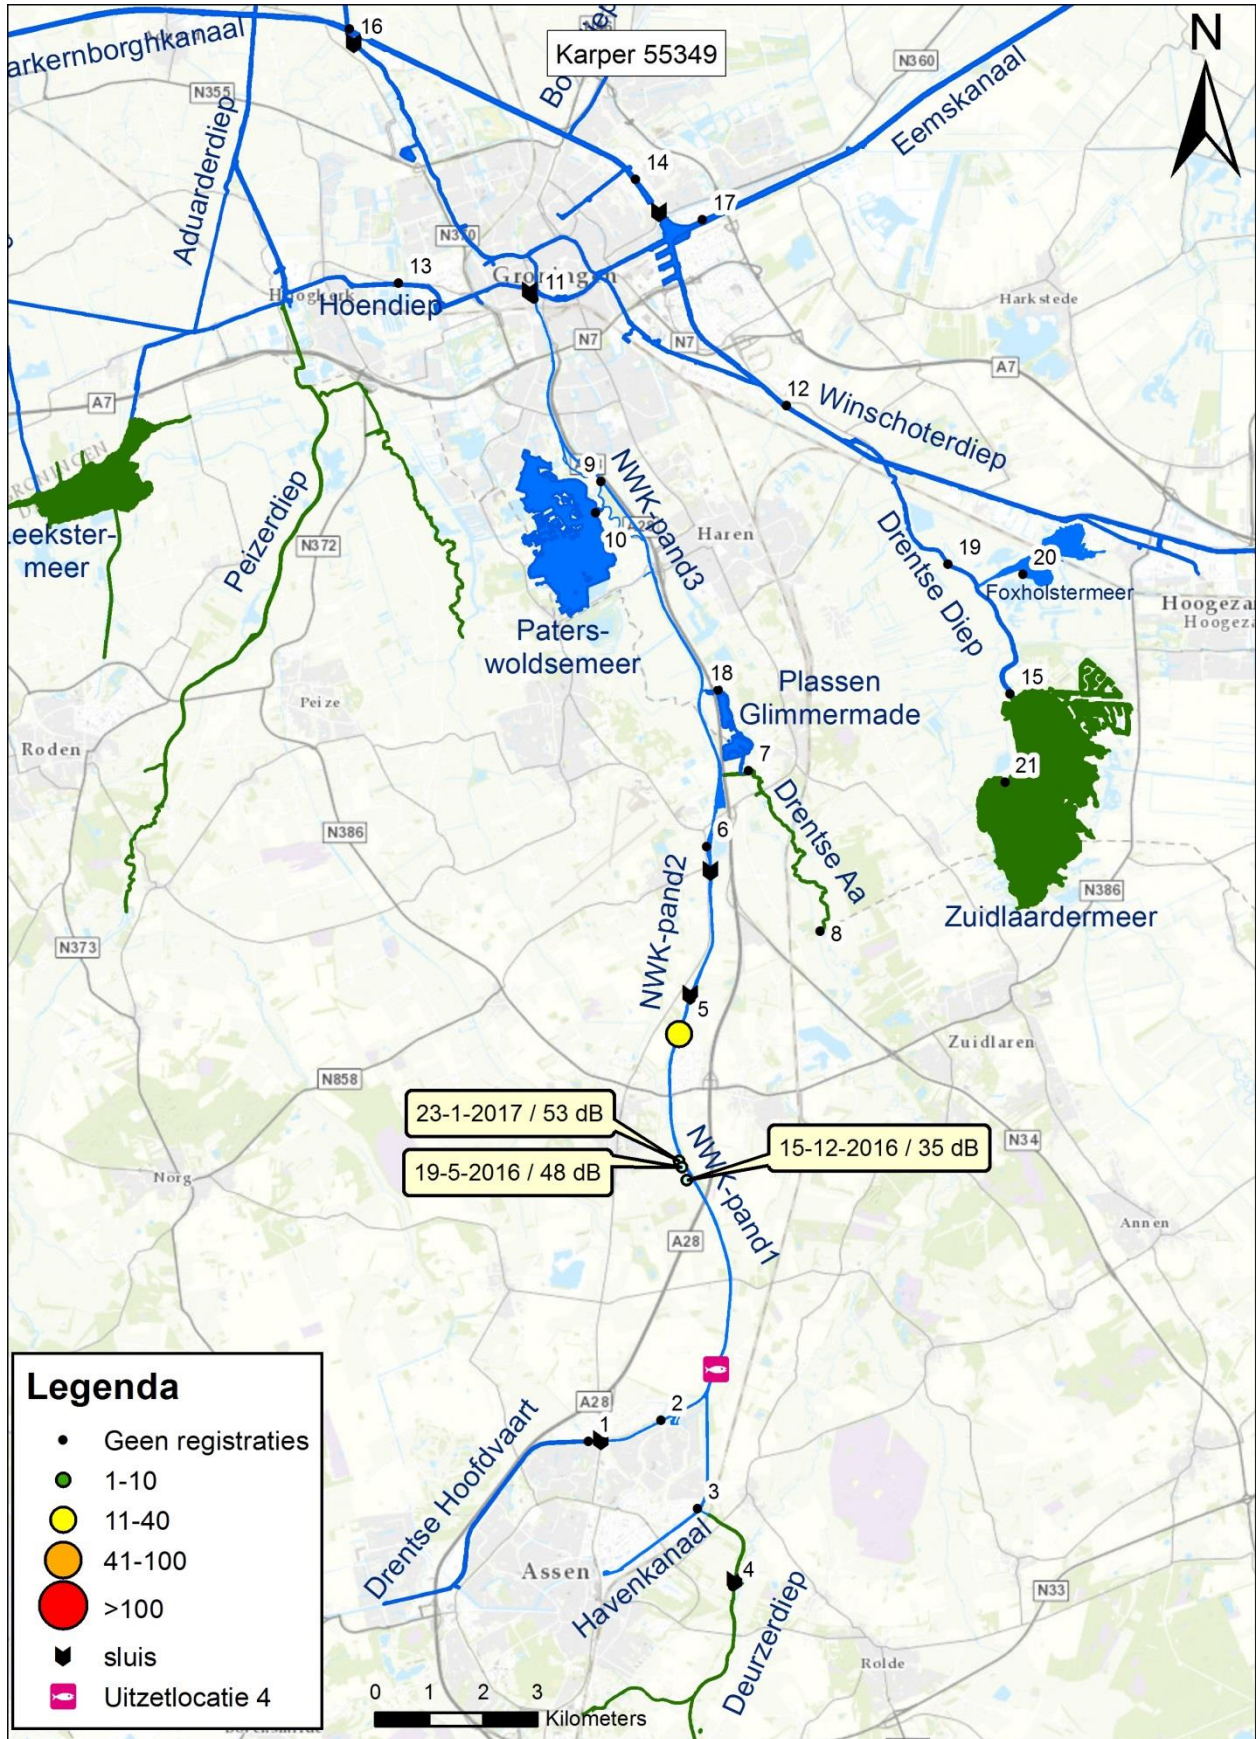 16
Karper 55349
N
arkernborghkanaal
N360
N355
Eemskanaal
Aduarderdiep
14
17
N370
13
Groningen
11
Hoogkerk
Hoendiep
Harkstede
N7
N7
A7
A7
12
Winschoterdiep
9
NWK-pand3
A28
10
Haren
Peizerdiep
N372
Leekster-
meer
Drentse Diep
19
20
Foxholstermeer
Hoogeza
Hoogeza
Paters-
woldsemeer
18
Plassen
Glimmermade
15
Peize
Roden
7
21
Drentse Aa
6
N386
NWK-pand2
N386
8
Zuidlaardermeer
N373
5
Zuidlaren
N858
23-1-2017 / 53 dB
15-12-2016 / 35 dB
N34
19-5-2016 / 48 dB
NWK-pand1
Norg
Annen
A28
Legenda
Geen registraties
1-10
11-40
41-100
>100
sluis
Uitzetlocatie 4
A28
2
1
Drentse Hoofdvaart
3
Assen
Havenkanaal
4
N33
Deurzerdiep
Rolde
0 1 2 3
Kilometers